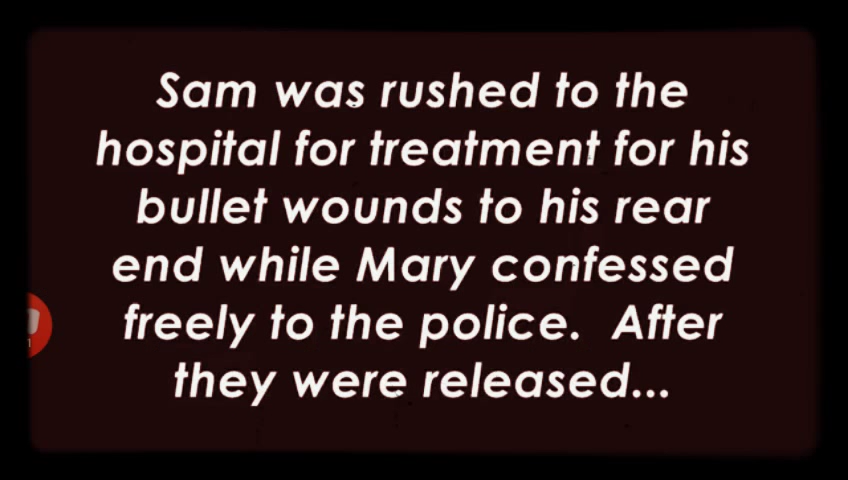 Sam was rushed to the
hospital for treatment for his
bullet wounds to his rear
end while Mary confessed
freely to the police.  After
they were released...